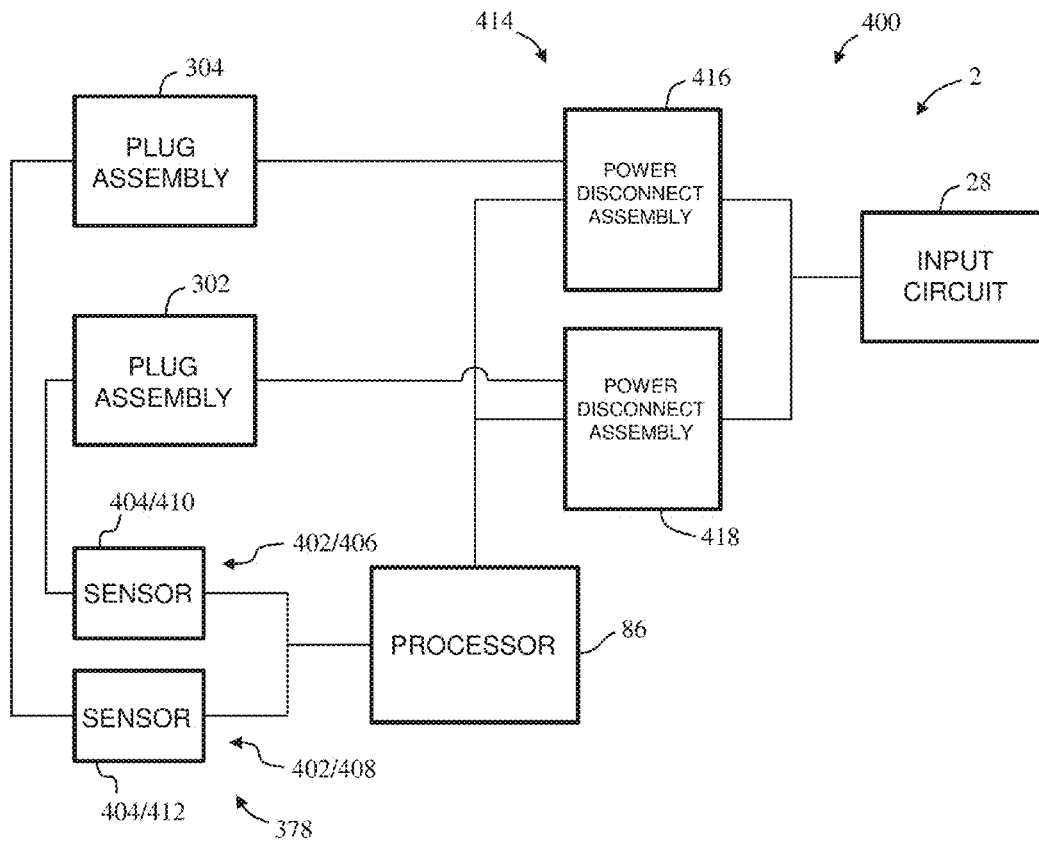 414
400
304
416
2
PLUG
ASSEMBLY
POWER
DISCONNECT
ASSEMBLY
28
INPUT
CIRCUIT
302
PLUG
ASSEMBLY
POWER
DISCONNECT
ASSEMBLY
418
404/410
402/406
SENSOR
PROCESSOR
86
SENSOR
402/408
404/412
378